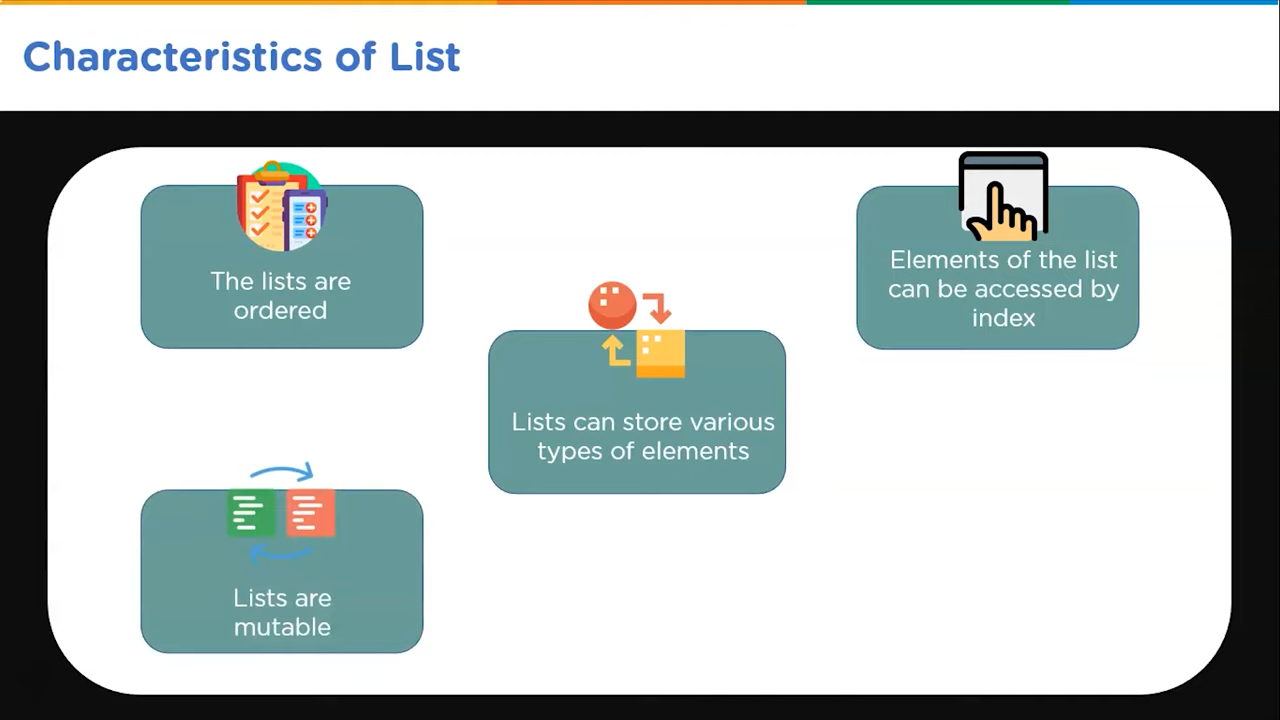 Characteristics of List
The lists are
ordered
Elements of the list
can be accessed by
index
Lists can store various
types of elements
Lists are
mutable